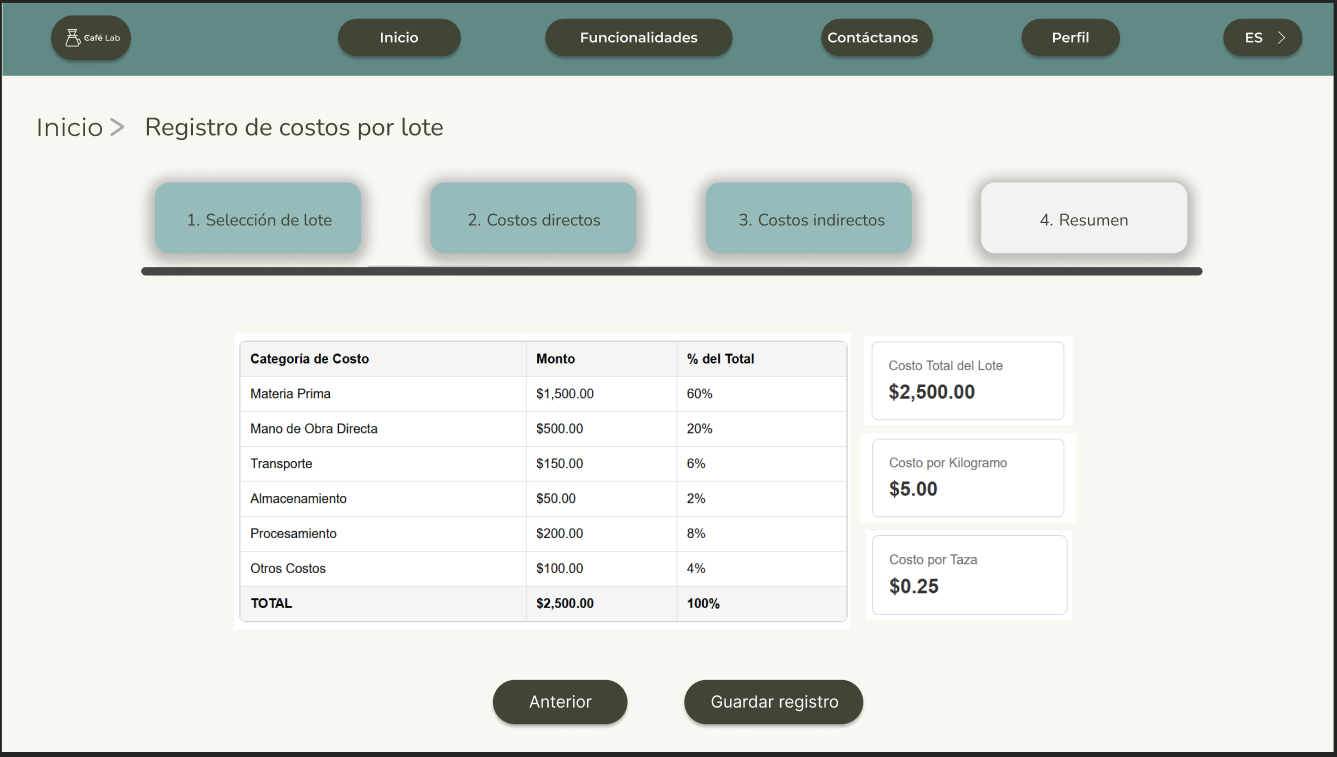 Café Lab
Inicio
Funcionalidades
Contáctanos
Perfil
ES
Inicio > Registro de costos por lote
1. Selección de lote
2. Costos directos
3. Costos indirectos
4. Resumen
Categoría de Costo Monto % del Total
Materia Prima $1,500.00 60%
Mano de Obra Directa $500.00 20%
Transporte $150.00 6%
Almacenamiento $50.00 2%
Procesamiento $200.00 8%
Otros Costos $100.00 4%
TOTAL $2,500.00 100%
Costo Total del Lote
$2,500.00
Costo por Kilogramo
$5.00
Costo por Taza
$0.25
Anterior
Guardar registro